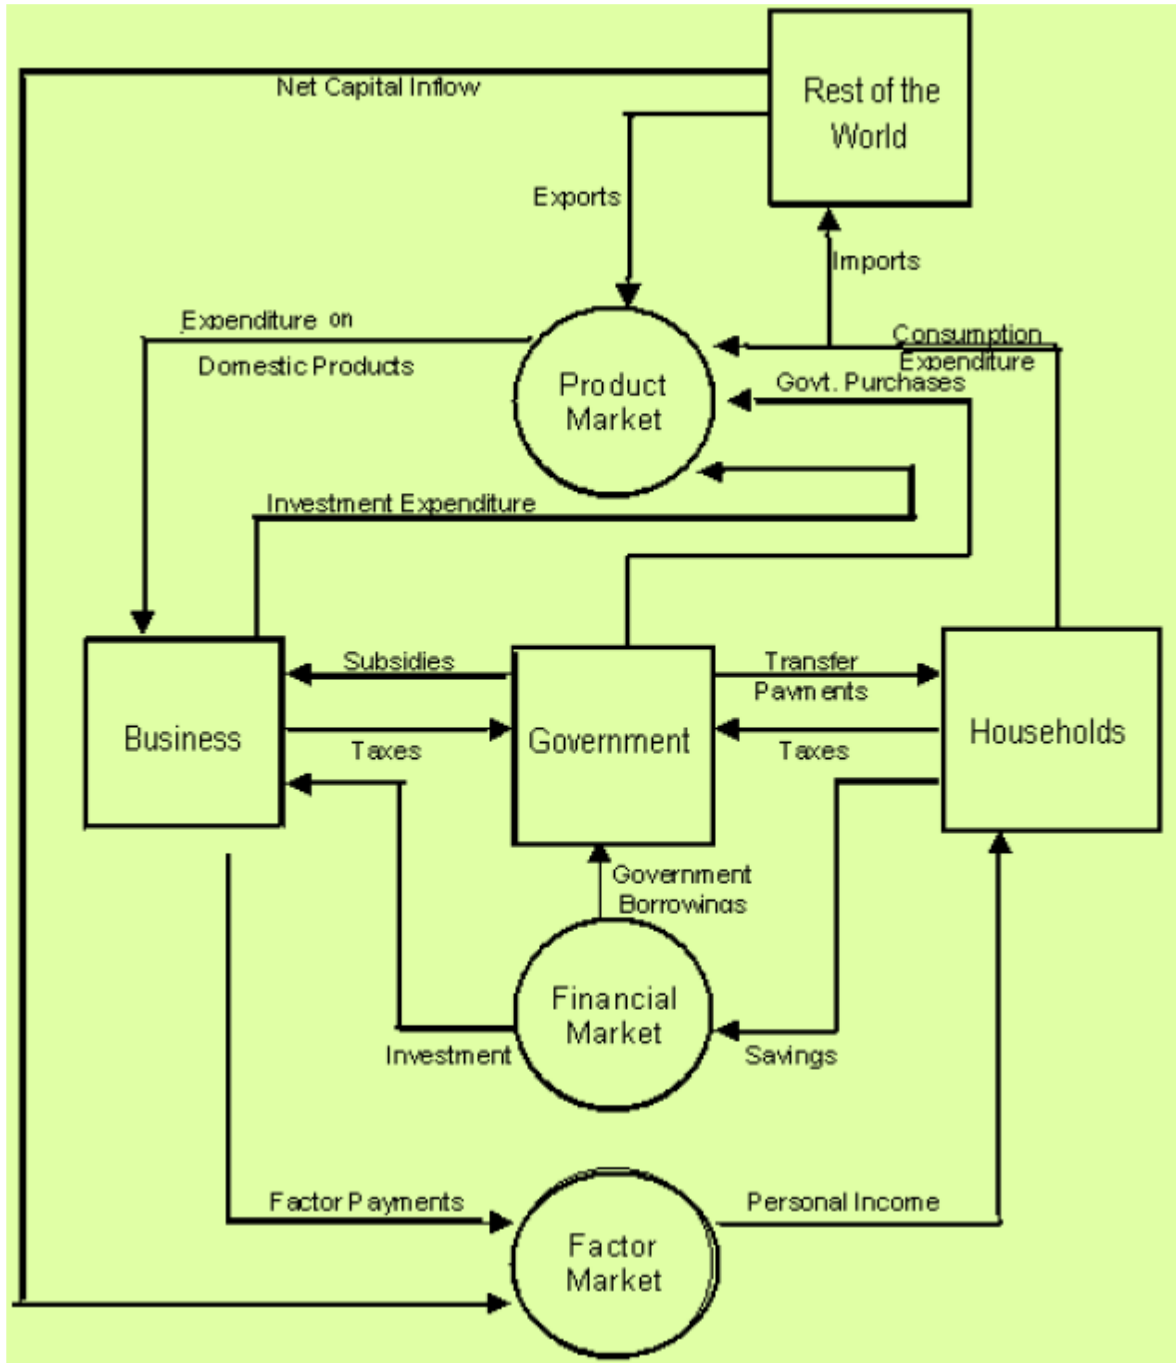 Net Capital Inflow
Rest of the
World
Exports
Imports
Expenditure on
Domestic Products
Consumption
Expenditure
Govt. Purchases
Product
Market
Investment Expenditure
Subsidies
Transfer
Payments
Business
Taxes
Government
Taxes
Households
Government
Borrowings
Financial
Market
Investment
Savings
Factor Payments
Personal Income
Factor
Market